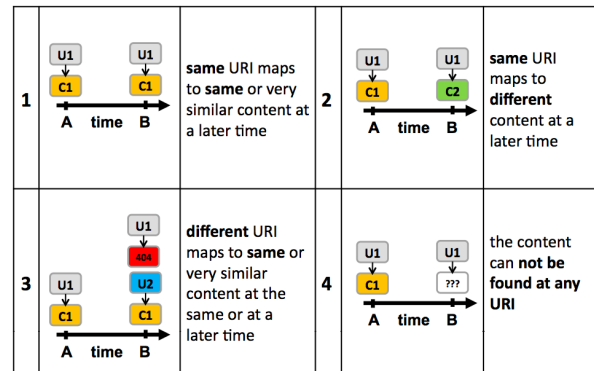 1
U1 U1
C1 C1
A time B
same URI maps
to same or very
similar content at
a later time
2
U1 U1
C1 C2
A time B
same URI
maps to
different
content at a
later time
3
U1
404
U1 U2
C1 C1
A time B
different URI
maps to same or
very similar
content at the
same or at a
later time
4
U1 U1
C1 ???
A time B
the content
can not be
found at any
URI